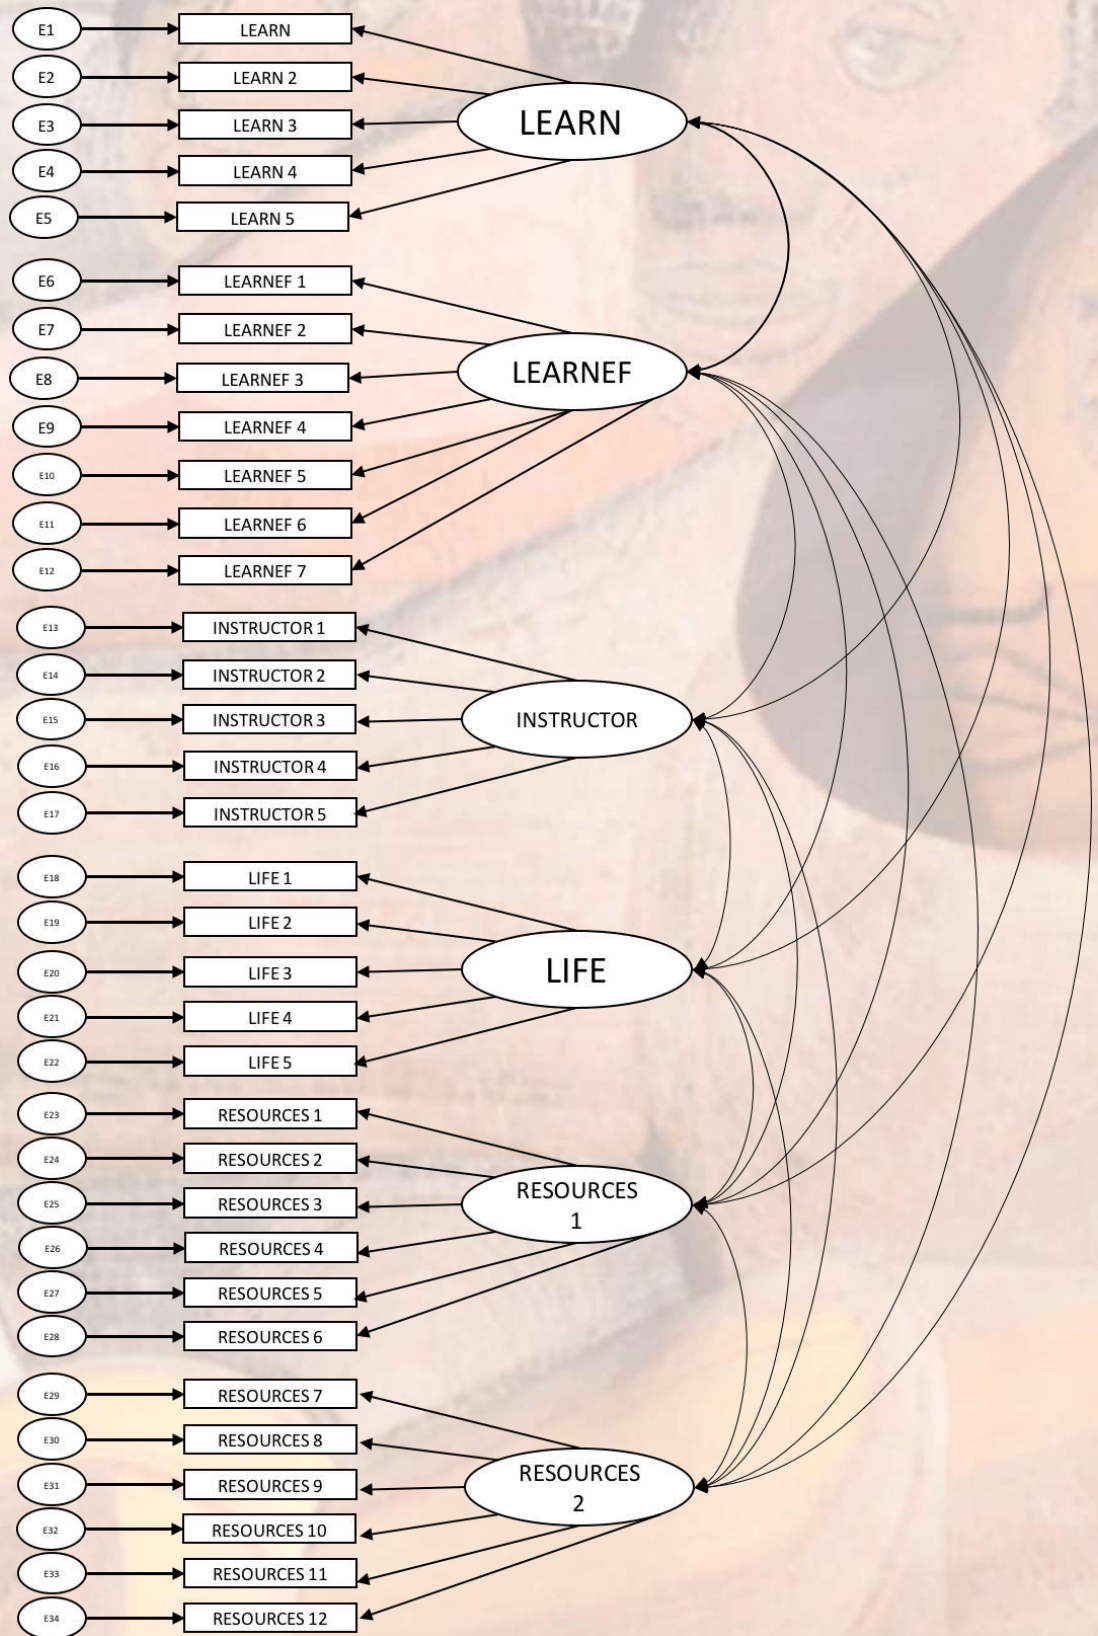 E1 LEARN
E2 LEARN 2
LEARN
E3 LEARN 3
E4 LEARN 4
E5 LEARN 5
E6 LEARNEF 1
E7 LEARNEF 2
LEARNEF
E8 LEARNEF 3
E9 LEARNEF 4
E10 LEARNEF 5
E11 LEARNEF 6
E12 LEARNEF 7
E13 INSTRUCTOR 1
E14 INSTRUCTOR 2
INSTRUCTOR
E15 INSTRUCTOR 3
E16 INSTRUCTOR 4
E17 INSTRUCTOR 5
E18 LIFE 1
E19 LIFE 2
LIFE
E20 LIFE 3
E21 LIFE 4
E22 LIFE 5
E23 RESOURCES 1
E24 RESOURCES 2
RESOURCES
1
E25 RESOURCES 3
E26 RESOURCES 4
E27 RESOURCES 5
E28 RESOURCES 6
E29 RESOURCES 7
E30 RESOURCES 8
RESOURCES
2
E31 RESOURCES 9
E32 RESOURCES 10
E33 RESOURCES 11
E34 RESOURCES 12